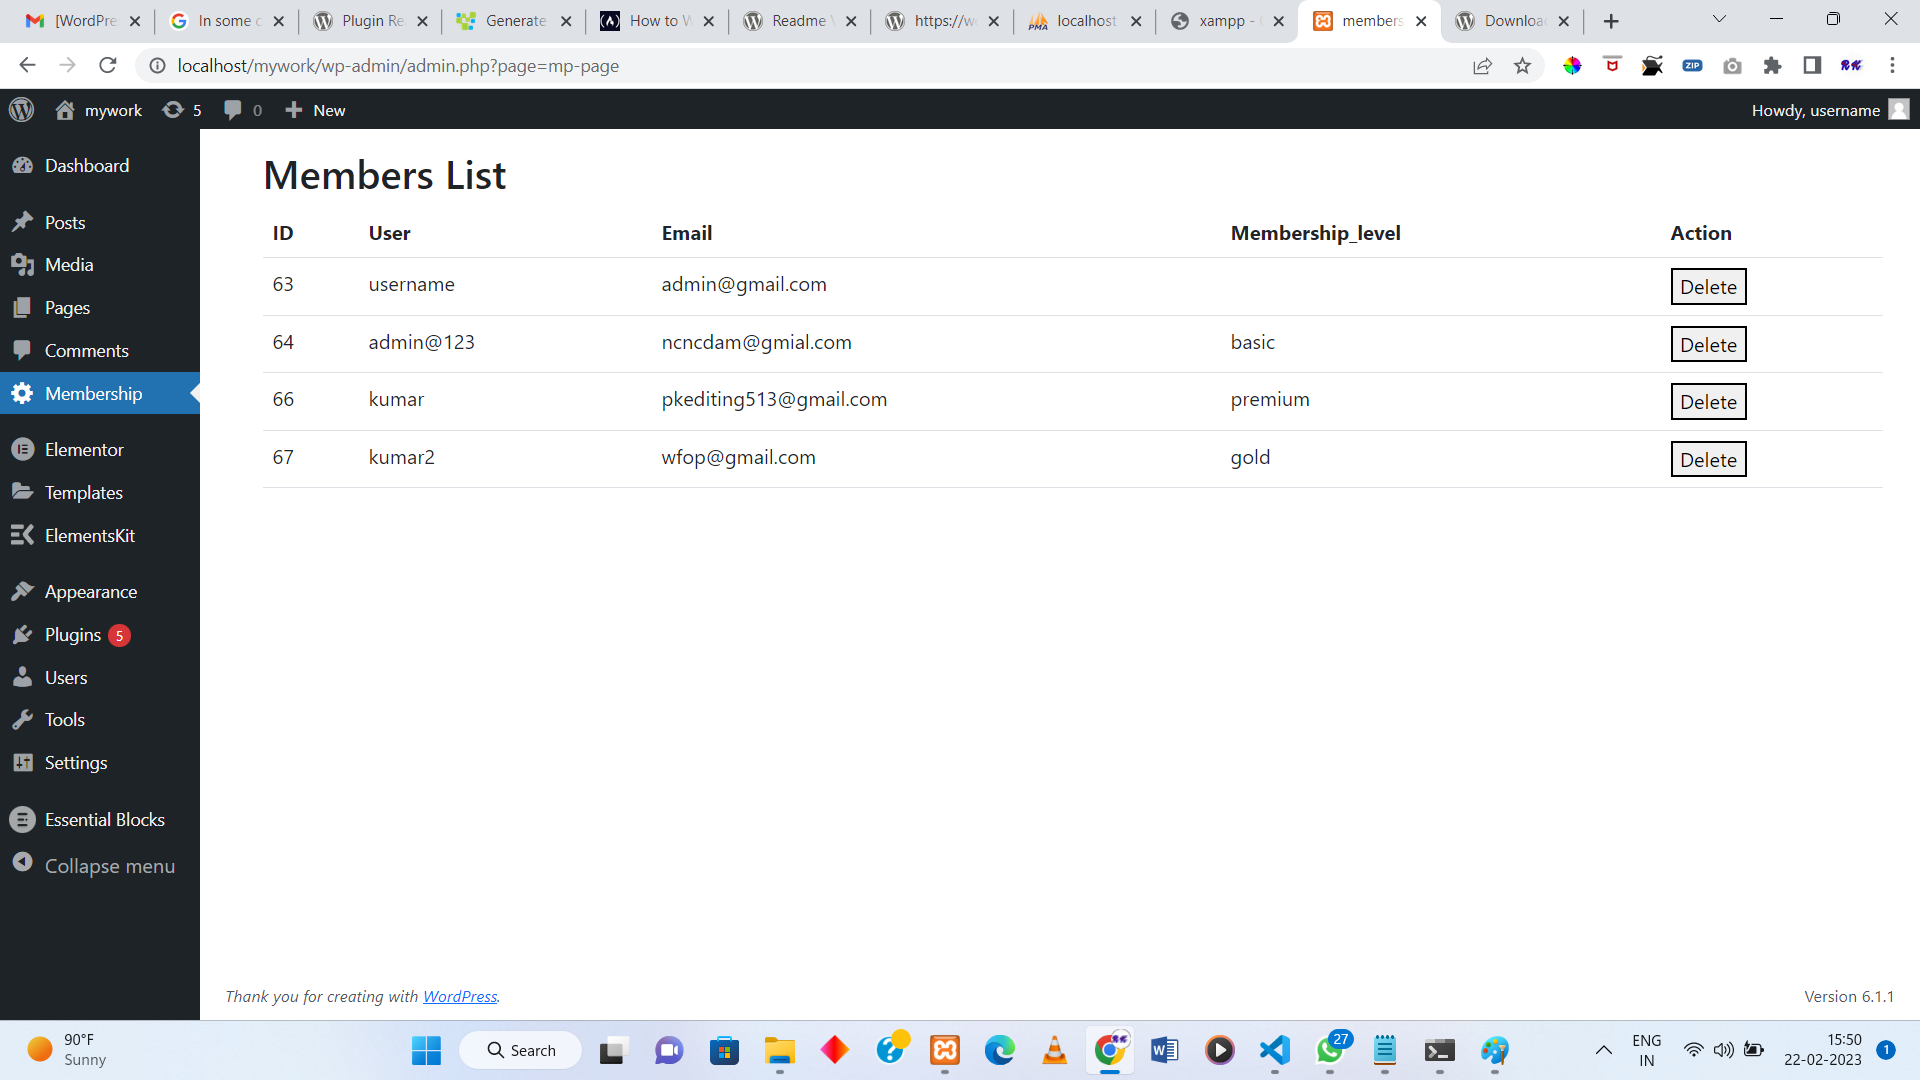 [WordPre
In some c
Plugin Re
Generate
How to W
Readme V
https://we
localhost
xampp - C
members
Downloa
localhost/mywork/wp-admin/admin.php?page=mp-page
mywork 5 0 New Howdy, username
Dashboard
Posts
Media
Pages
Comments
Membership
Elementor
Templates
ElementsKit
Appearance
Plugins 5
Users
Tools
Settings
Essential Blocks
Collapse menu
Members List
ID User Email Membership_level Action
63 username admin@gmail.com Delete
64 admin@123 ncncdam@gmial.com basic Delete
66 kumar pkediting513@gmail.com premium Delete
67 kumar2 wfop@gmail.com gold Delete
Thank you for creating with WordPress. Version 6.1.1
90°F
Sunny
Search
27
ENG
IN
15:50
22-02-2023
1